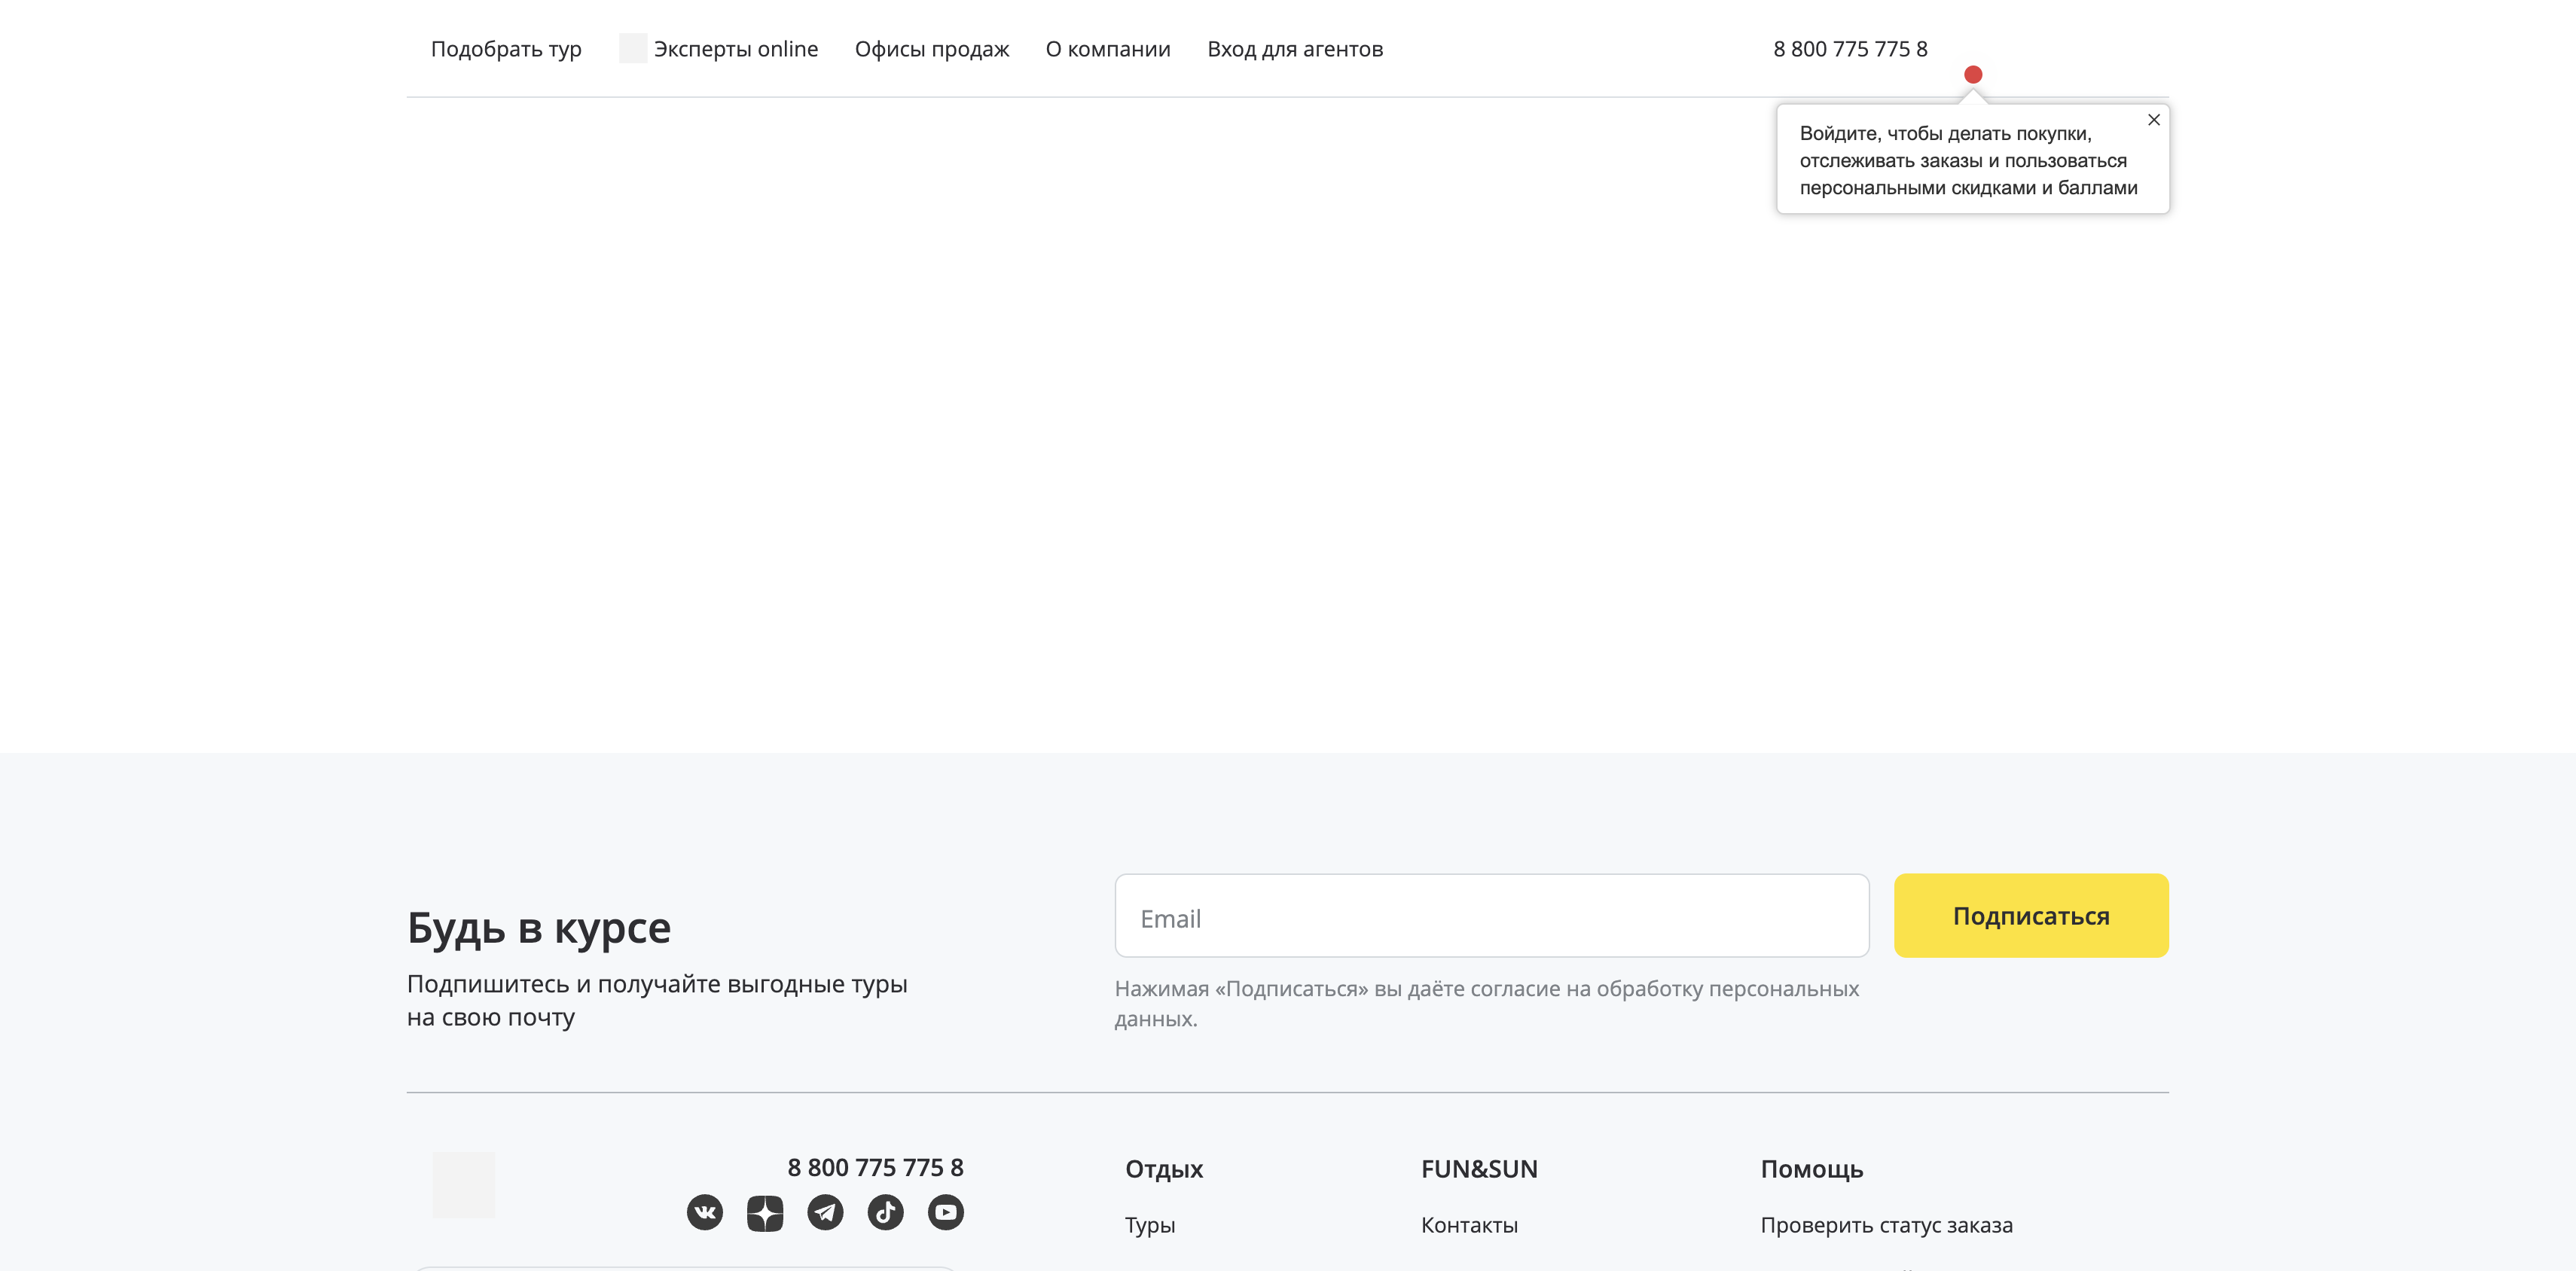 Подобрать тур
Эксперты online
Офисы продаж
О компании
Вход для агентов
8 800 775 775 8
Войдите, чтобы делать покупки,
отслеживать заказы и пользоваться
персональными скидками и баллами
Будь в курсе
Подпишитесь и получайте выгодные туры
на свою почту
Email
Подписаться
Нажимая «Подписаться» вы даёте согласие на обработку персональных
данных.
8 800 775 775 8
Отдых
Туры
FUN&SUN
Контакты
Помощь
Проверить статус заказа